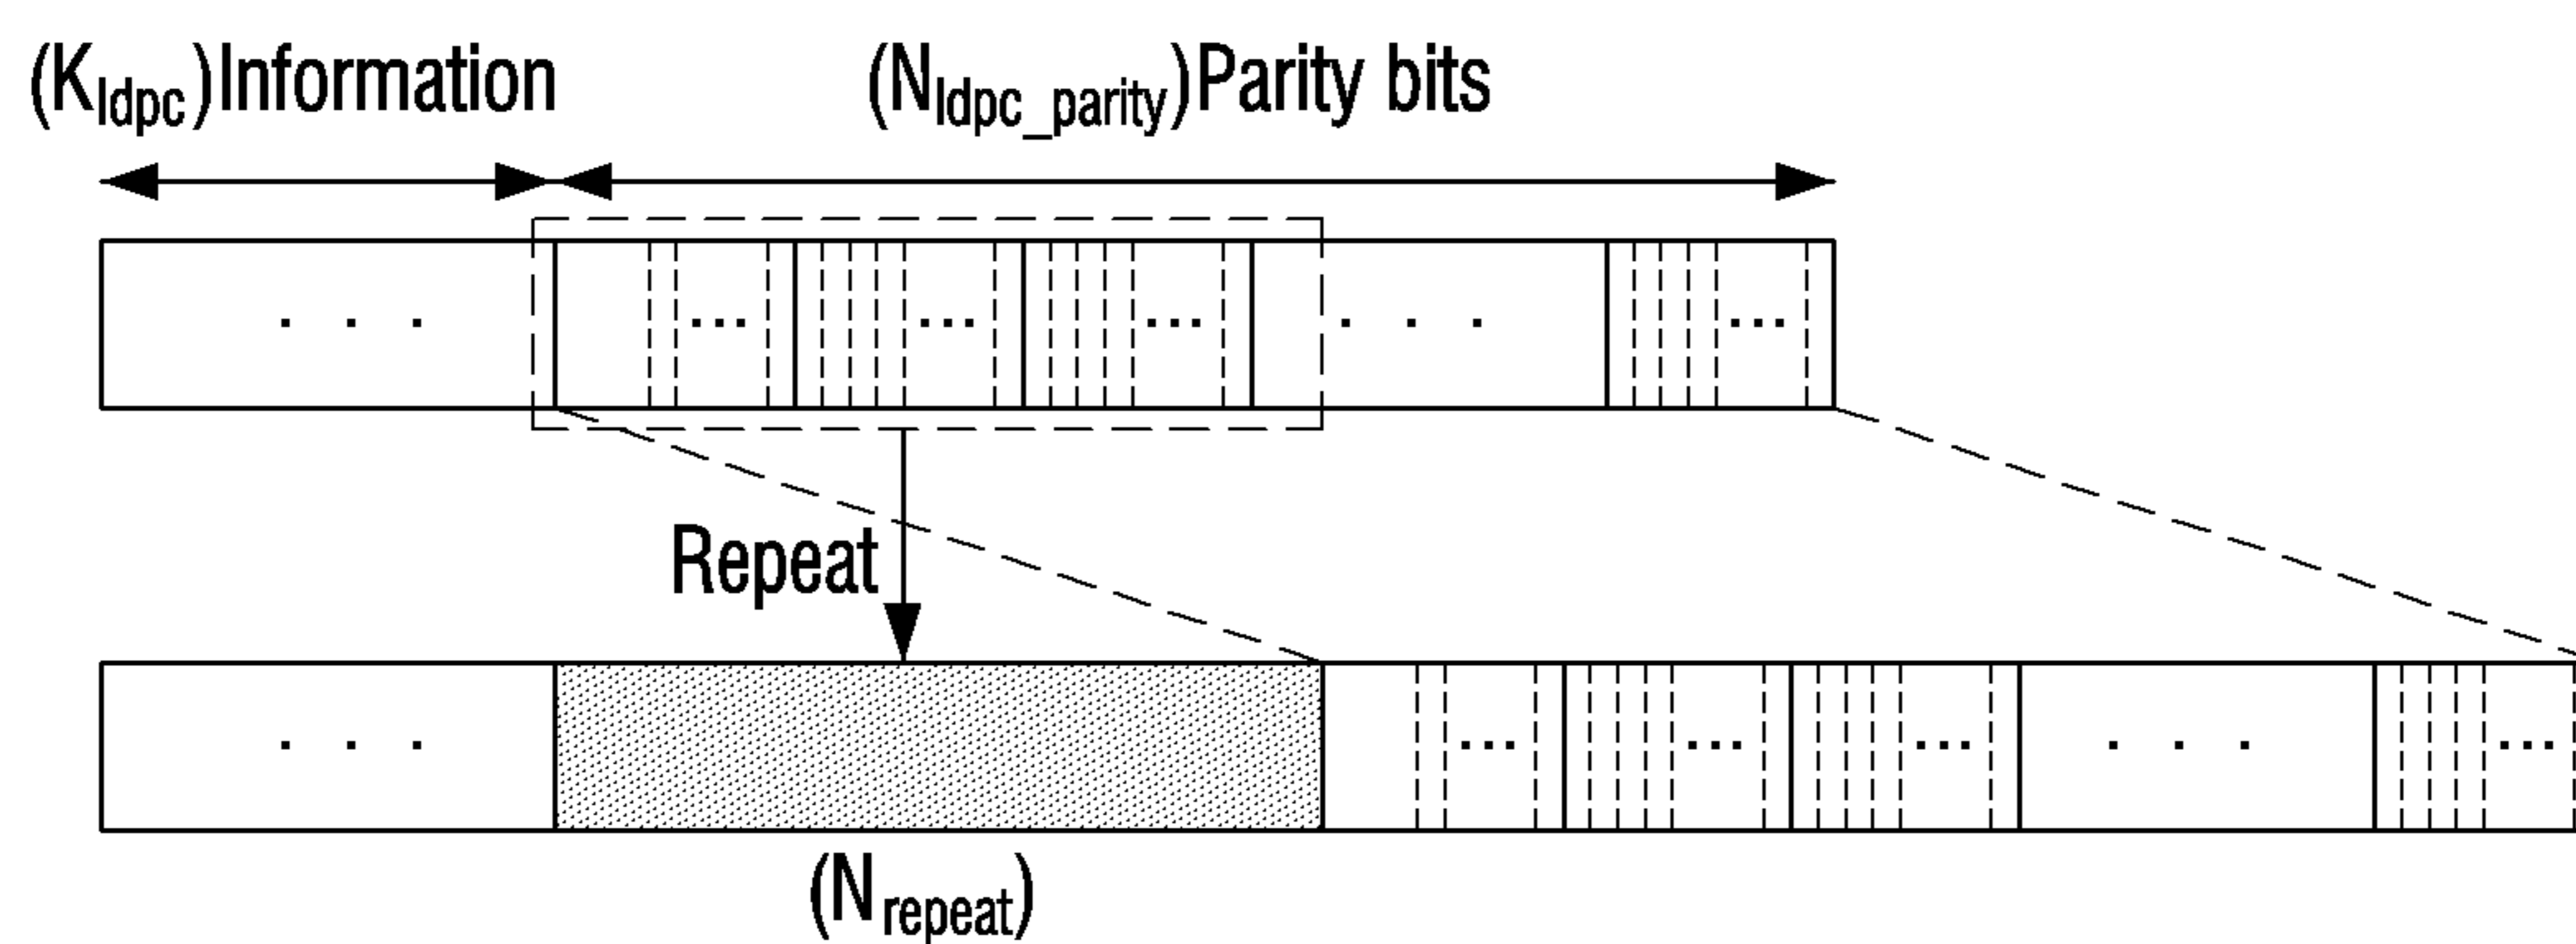 (Kldpc)Information (Nldpc_parity)Parity bits
. . . ... ... ... . . . ...
Repeat
. . . ... ... ... . . . ...
(Nrepeat)